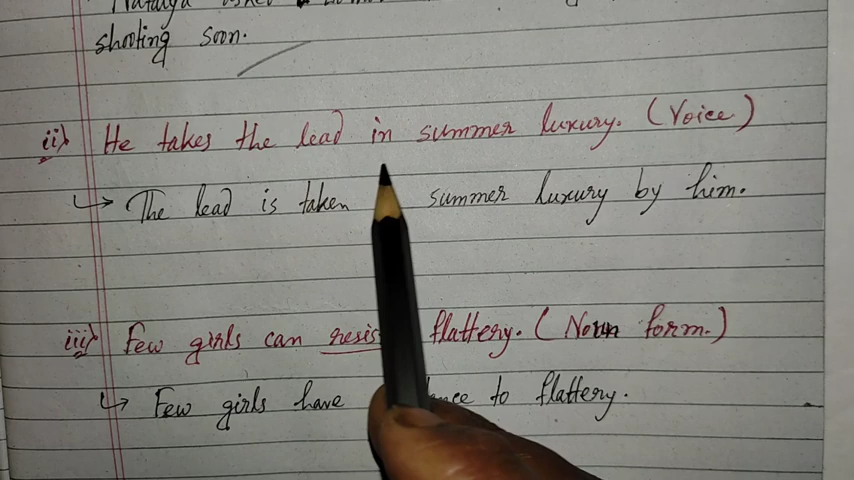 shooting soon.
ii) He takes the lead in summer luxury. (Voice)
↳ The lead is taken summer luxury by him.
iii) Few girls can resis flattery. (Noun form.)
↳ Few girls have to flattery.